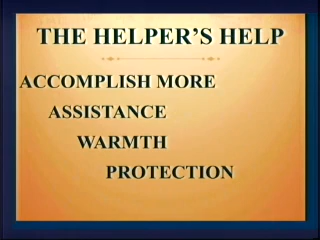 THE HELPER’S HELP
ACCOMPLISH MORE
ASSISTANCE
WARMTH
PROTECTION